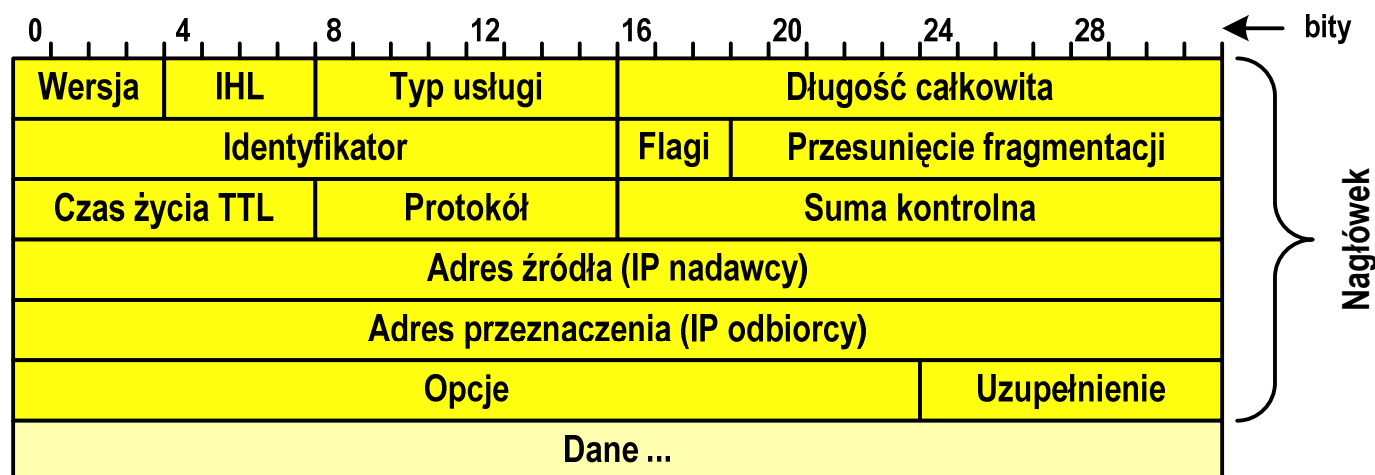 0 4 8 12 16 20 24 28 bity
Wersja IHL Typ usługi Długość całkowita
Identyfikator Flagi Przesunięcie fragmentacji
Czas życia TTL Protokół Suma kontrolna
Adres źródła (IP nadawcy)
Adres przeznaczenia (IP odbiorcy)
Opcje Uzupełnienie
Dane ...
Nagłówek